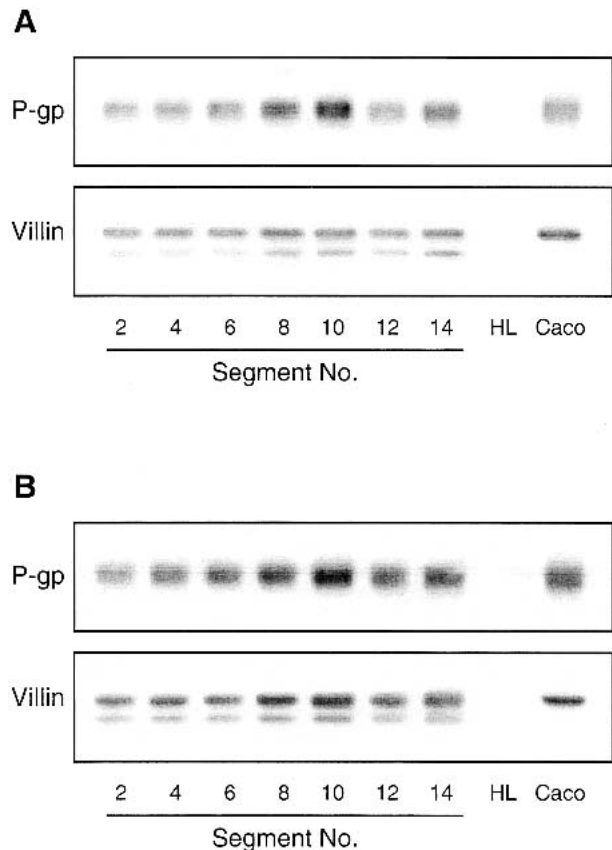 A
P-gp
Villin
2 4 6 8 10 12 14 HL Caco
Segment No.
B
P-gp
Villin
2 4 6 8 10 12 14 HL Caco
Segment No.